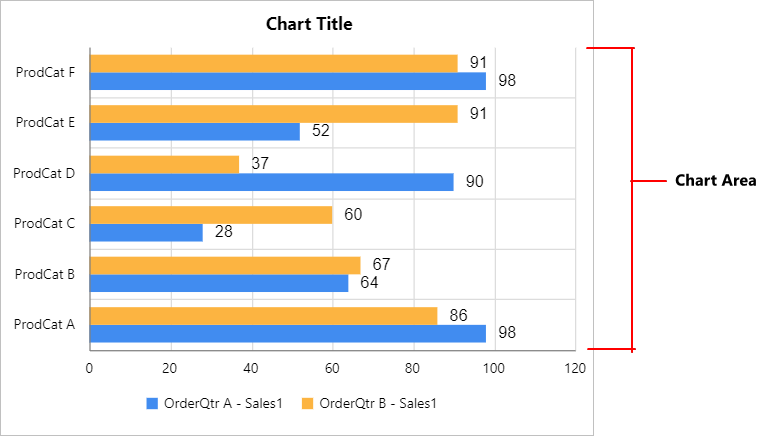 Chart Title
ProdCat F
91
98
ProdCat E
91
52
ProdCat D
37
90
Chart Area
ProdCat C
60
28
ProdCat B
67
64
ProdCat A
86
98
0 20 40 60 80 100 120
OrderQtr A - Sales1 OrderQtr B - Sales1